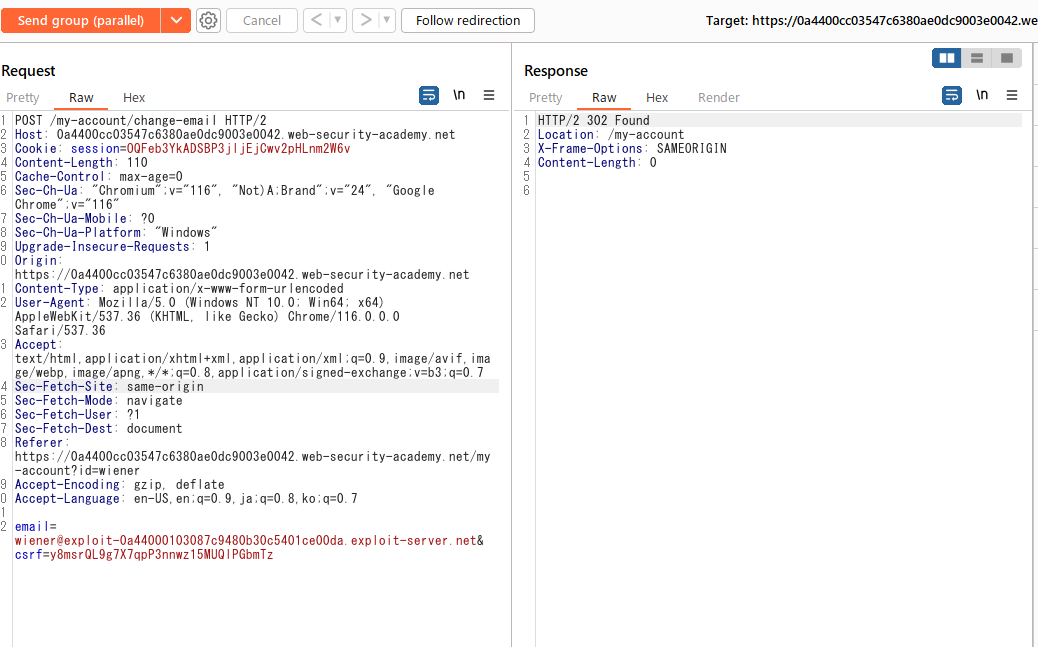 Send group (parallel) Cancel < > Follow redirection Target: https://0a4400cc03547c6380ae0dc9003e0042.we
Request
Pretty Raw Hex \n
1 POST /my-account/change-email HTTP/2
2 Host: 0a4400cc03547c6380ae0dc9003e0042.web-security-academy.net
3 Cookie: session=OQFeb3YkADSBP3jljEjCwv2pHLnm2W6v
4 Content-Length: 110
5 Cache-Control: max-age=0
6 Sec-Ch-Ua: "Chromium";v="116", "Not)A;Brand";v="24", "Google
Chrome";v="116"
7 Sec-Ch-Ua-Mobile: ?0
8 Sec-Ch-Ua-Platform: "Windows"
9 Upgrade-Insecure-Requests: 1
0 Origin:
https://0a4400cc03547c6380ae0dc9003e0042.web-security-academy.net
1 Content-Type: application/x-www-form-urlencoded
2 User-Agent: Mozilla/5.0 (Windows NT 10.0; Win64; x64)
AppleWebKit/537.36 (KHTML, like Gecko) Chrome/116.0.0.0
Safari/537.36
3 Accept:
text/html,application/xhtml+xml,application/xml;q=0.9,image/avif,ima
ge/webp,image/apng,*/*;q=0.8,application/signed-exchange;v=b3;q=0.7
4 Sec-Fetch-Site: same-origin
5 Sec-Fetch-Mode: navigate
6 Sec-Fetch-User: ?1
7 Sec-Fetch-Dest: document
8 Referer:
https://0a4400cc03547c6380ae0dc9003e0042.web-security-academy.net/my
-account?id=wiener
9 Accept-Encoding: gzip, deflate
0 Accept-Language: en-US,en;q=0.9,ja;q=0.8,ko;q=0.7
1
2 email=
wiener@exploit-0a44000103087c9480b30c5401ce00da.exploit-server.net&
csrf=y8msrQL9g7X7qpP3nnwz15MUQlPGbmTz
Response
Pretty Raw Hex Render \n
1 HTTP/2 302 Found
2 Location: /my-account
3 X-Frame-Options: SAMEORIGIN
4 Content-Length: 0
5
6